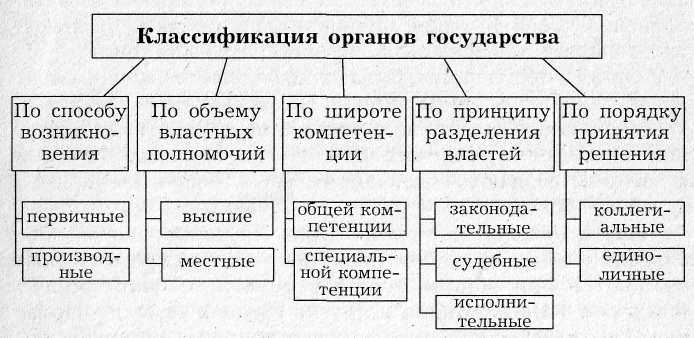 Классификация органов государства
По способу
возникно-
вения
первичные
производ-
ные
По объему
властных
полномочий
высшие
местные
По широте
компетен-
ции
общей ком-
петенции
специаль-
ной компе-
тенции
По принципу
разделения
властей
законода-
тельные
судебные
исполни-
тельные
По порядку
принятия
решения
коллеги-
альные
едино-
личные